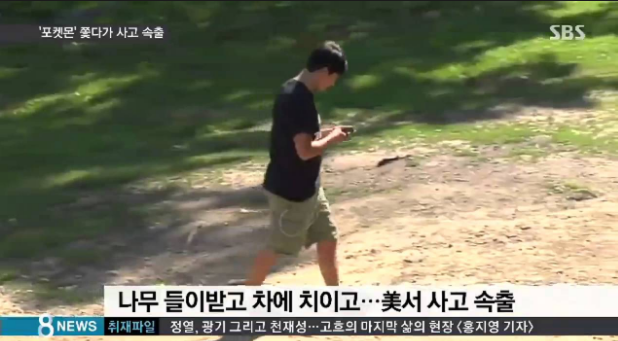 '포켓몬' 쫓다가 사고 속출
SBS
나무 들이받고 차에 치이고…美서 사고 속출
8 NEWS 취재파일 정열, 광기 그리고 천재성…고흐의 마지막 삶의 현장 <홍지영 기자>